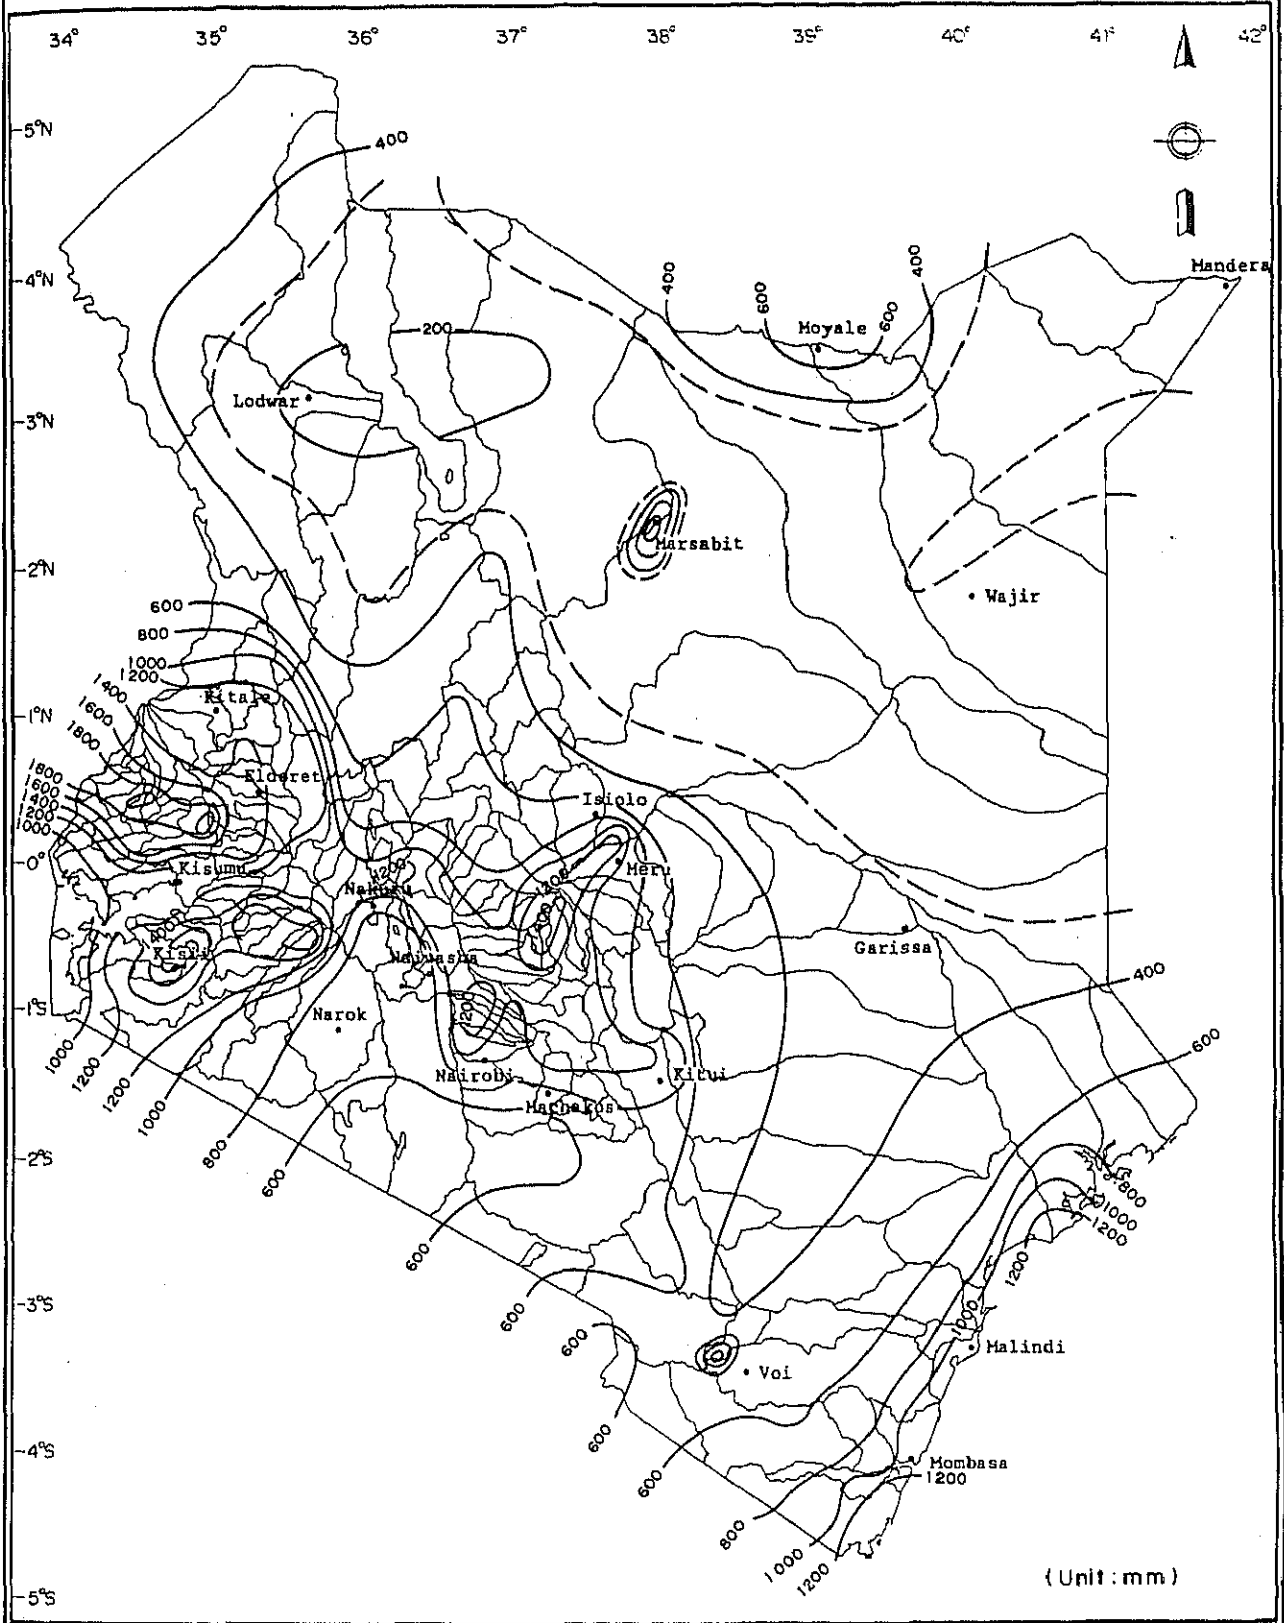 34° 35° 36° 37° 38° 39° 40° 41° 42°
5°N
400
4°N
Mandera
400
600
Moyale
600
400
200
3°N
Lodwar
Marsabit
2°N
Wajir
600
800
1000
1200
1400
Kitale
1600
1°N
1800
Eldoret
1800
1600
1400
1200
1000
Isiolo
0°
Kisumu
1200
Nakuru
Meru
1200
Kisii
Naivasha
Garissa
400
1°S
1200
Narok
1000
1200
1200
1000
800
600
Nairobi
Kitui
Machakos
600
2°S
800
1000
1200
600
1200
3°S
600
600
1000
Malindi
Voi
600
4°S
600
Mombasa
1200
800
1000
1200
(Unit:mm)
5°S